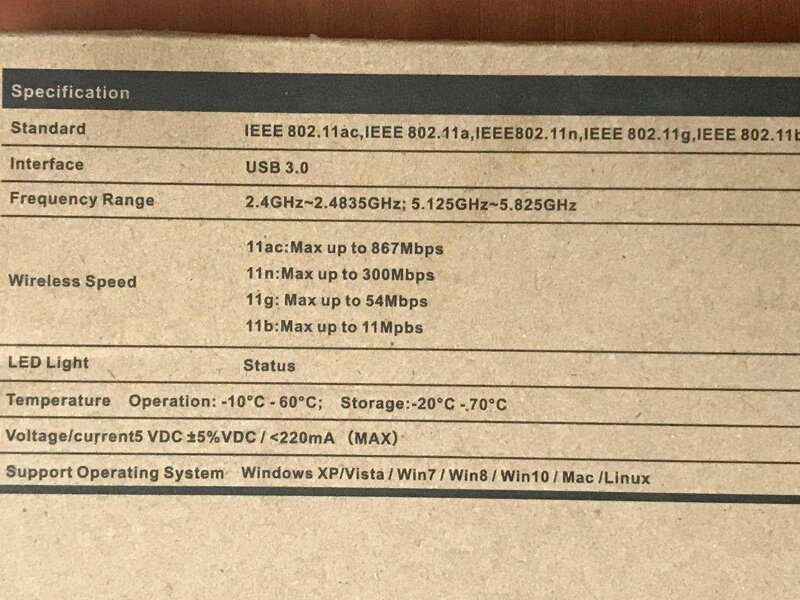 Specification
Standard IEEE 802.11ac,IEEE 802.11a,IEEE802.11n,IEEE 802.11g,IEEE 802.11b
Interface USB 3.0
Frequency Range 2.4GHz~2.4835GHz; 5.125GHz~5.825GHz
Wireless Speed
11ac:Max up to 867Mbps
11n:Max up to 300Mbps
11g: Max up to 54Mbps
11b:Max up to 11Mpbs
LED Light Status
Temperature Operation: -10°C - 60°C; Storage:-20°C - 70°C
Voltage/current5 VDC ±5%VDC / <220mA （MAX）
Support Operating System Windows XP/Vista / Win7 / Win8 / Win10 / Mac /Linux